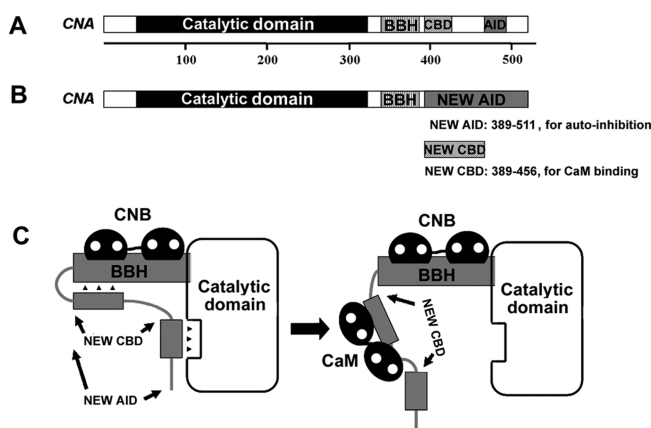 A
CNA Catalytic domain BBH CBD AID
100 200 300 400 500
B
CNA Catalytic domain BBH NEW AID
NEW AID: 389-511, for auto-inhibition
NEW CBD
NEW CBD: 389-456, for CaM binding
C
CNB
BBH
Catalytic
domain
NEW CBD
NEW AID
CNB
BBH
Catalytic
domain
NEW CBD
CaM